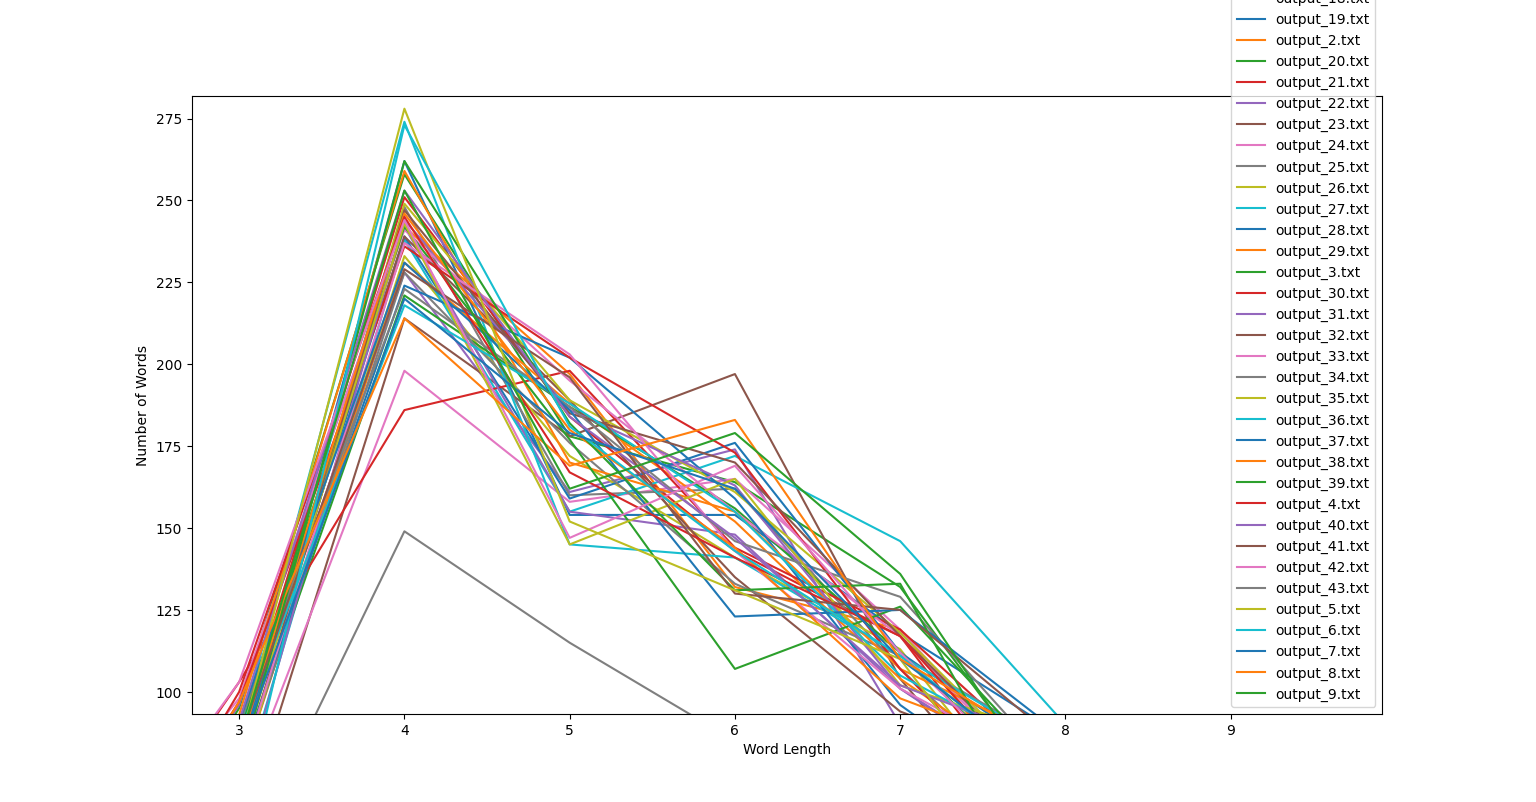 output_18.txt
output_19.txt
output_2.txt
output_20.txt
output_21.txt
output_22.txt
output_23.txt
output_24.txt
output_25.txt
output_26.txt
output_27.txt
output_28.txt
output_29.txt
output_3.txt
output_30.txt
output_31.txt
output_32.txt
output_33.txt
output_34.txt
output_35.txt
output_36.txt
output_37.txt
output_38.txt
output_39.txt
output_4.txt
output_40.txt
output_41.txt
output_42.txt
output_43.txt
output_5.txt
output_6.txt
output_7.txt
output_8.txt
output_9.txt
275
250
225
200
175
150
125
100
Number of Words
3 4 5 6 7 8 9
Word Length